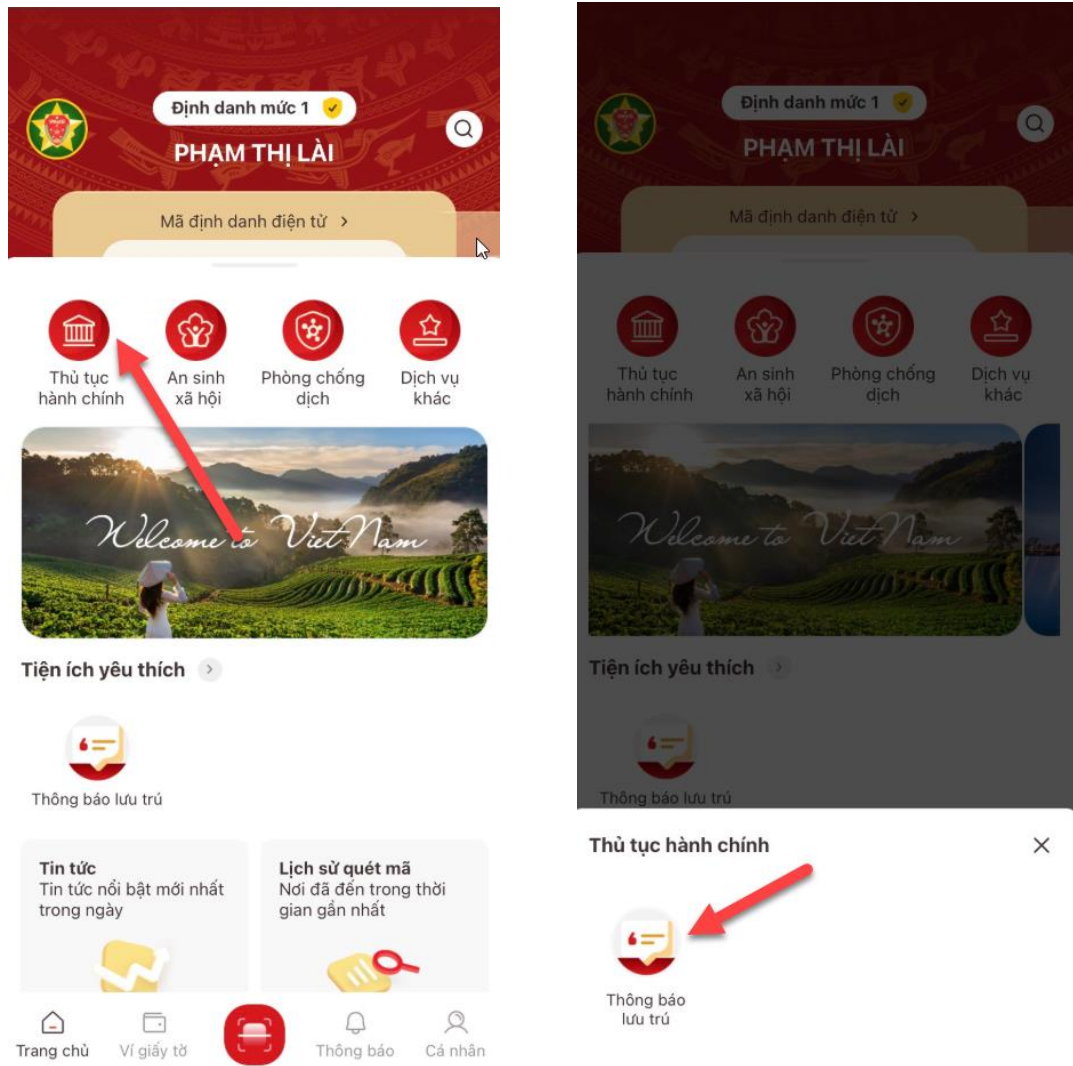 Định danh mức 1
PHẠM THỊ LÀI
Mã định danh điện tử >
Thủ tục
hành chính
An sinh
xã hội
Phòng chống
dịch
Dịch vụ
khác
Welcome to Viet Nam
Tiện ích yêu thích >
Thông báo lưu trú
Tin tức
Tin tức nổi bật mới nhất
trong ngày
Lịch sử quét mã
Nơi đã đến trong thời
gian gần nhất
Trang chủ
Ví giấy tờ
Thông báo
Cá nhân
Định danh mức 1
PHẠM THỊ LÀI
Mã định danh điện tử >
Thủ tục
hành chính
An sinh
xã hội
Phòng chống
dịch
Dịch vụ
khác
Welcome to Viet Nam
Tiện ích yêu thích >
Thông báo lưu trú
Thủ tục hành chính
Thông báo
lưu trú